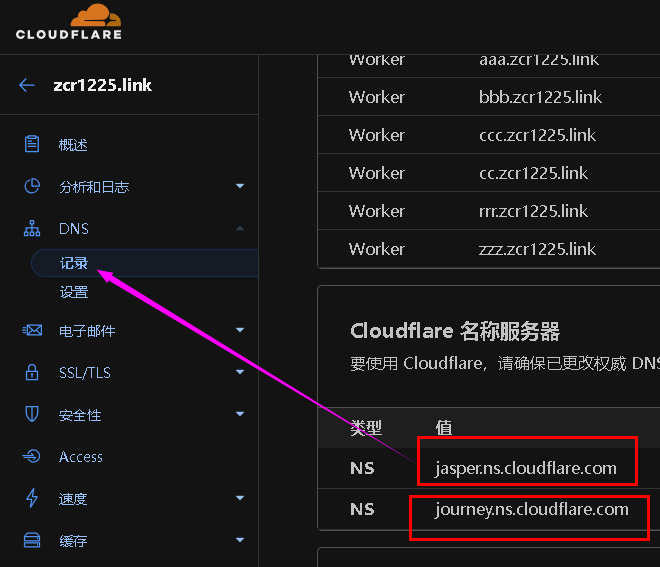 CLOUDFLARE
zcr1225.link
概述
分析和日志
DNS
记录
设置
电子邮件
SSL/TLS
安全性
Access
速度
缓存
Worker aaa.zcr1225.link
Worker bbb.zcr1225.link
Worker ccc.zcr1225.link
Worker cc.zcr1225.link
Worker rrr.zcr1225.link
Worker zzz.zcr1225.link
Cloudflare 名称服务器
要使用 Cloudflare，请确保已更改权威 DNS
类型 值
NS jasper.ns.cloudflare.com
NS journey.ns.cloudflare.com